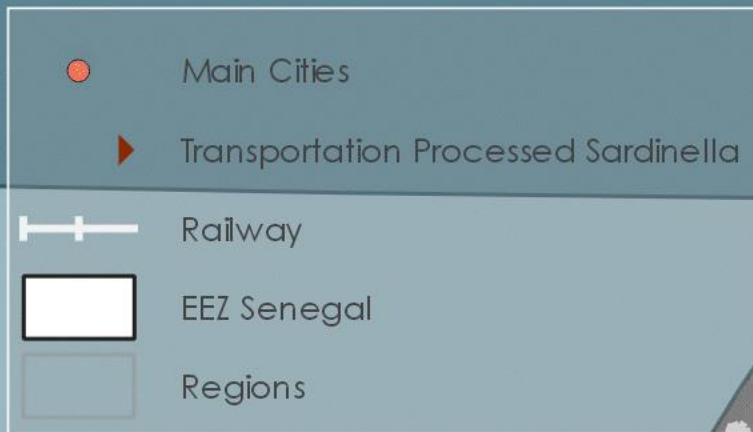 Main Cities
Transportation Processed Sardinella
Railway
EEZ Senegal
Regions